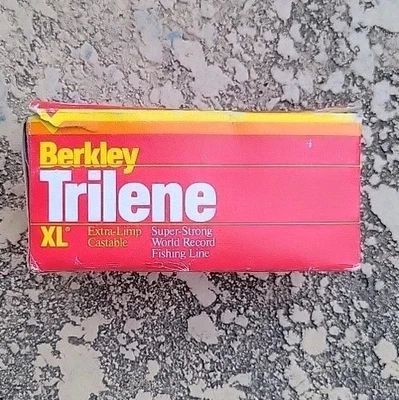 Berkley
Trilene
XL® Extra-Limp Super-Strong
Castable World Record
Fishing Line